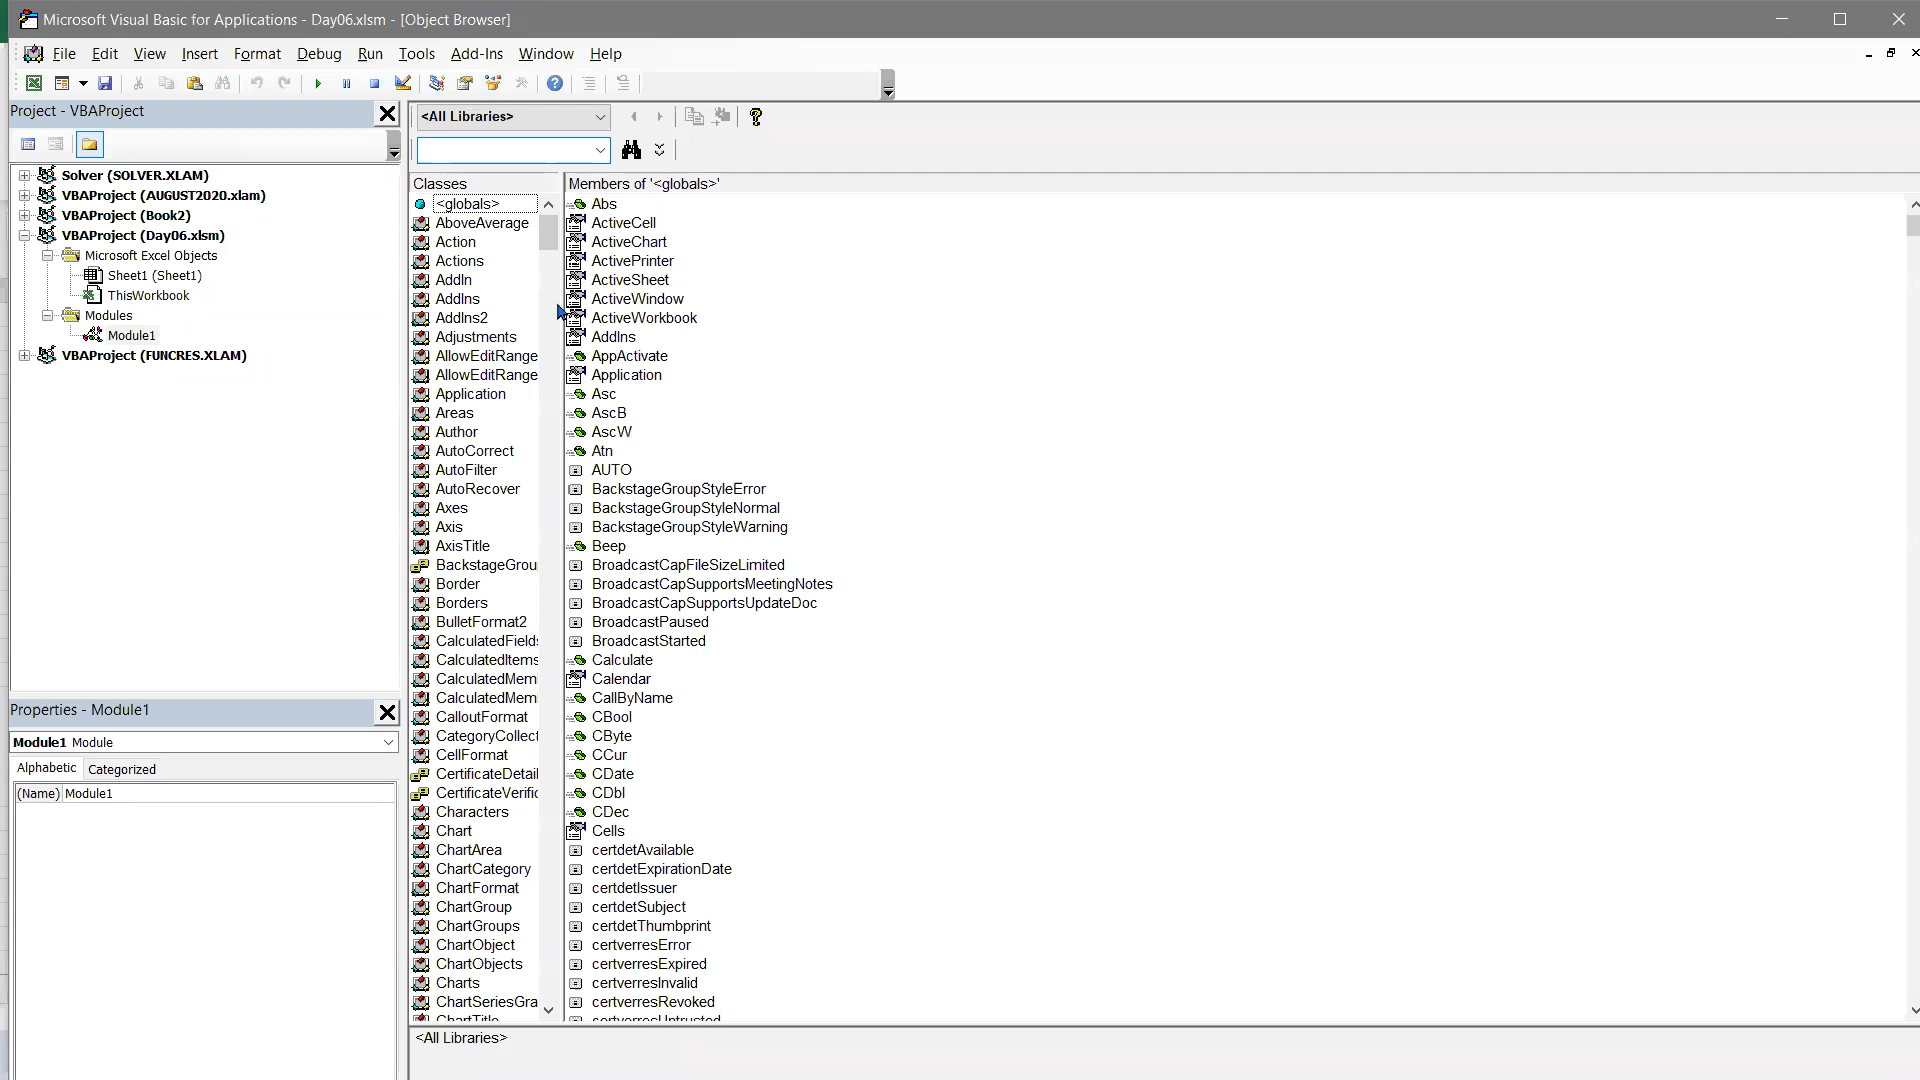 Microsoft Visual Basic for Applications - Day06.xlsm - [Object Browser]
File Edit View Insert Format Debug Run Tools Add-Ins Window Help
Project - VBAProject
Solver (SOLVER.XLAM)
VBAProject (AUGUST2020.xlam)
VBAProject (Book2)
VBAProject (Day06.xlsm)
Microsoft Excel Objects
Sheet1 (Sheet1)
ThisWorkbook
Modules
Module1
VBAProject (FUNCRES.XLAM)
Properties - Module1
Module1 Module
Alphabetic Categorized
(Name) Module1
<All Libraries>
Classes
<globals>
AboveAverage
Action
Actions
AddIn
AddIns
AddIns2
Adjustments
AllowEditRange
AllowEditRange
Application
Areas
Author
AutoCorrect
AutoFilter
AutoRecover
Axes
Axis
AxisTitle
BackstageGrou
Border
Borders
BulletFormat2
CalculatedFields
CalculatedItems
CalculatedMem
CalculatedMem
CalloutFormat
CategoryCollect
CellFormat
CertificateDetail
CertificateVerific
Characters
Chart
ChartArea
ChartCategory
ChartFormat
ChartGroup
ChartGroups
ChartObject
ChartObjects
Charts
ChartSeriesGra
ChartTitle
Members of '<globals>'
Abs
ActiveCell
ActiveChart
ActivePrinter
ActiveSheet
ActiveWindow
ActiveWorkbook
AddIns
AppActivate
Application
Asc
AscB
AscW
Atn
AUTO
BackstageGroupStyleError
BackstageGroupStyleNormal
BackstageGroupStyleWarning
Beep
BroadcastCapFileSizeLimited
BroadcastCapSupportsMeetingNotes
BroadcastCapSupportsUpdateDoc
BroadcastPaused
BroadcastStarted
Calculate
Calendar
CallByName
CBool
CByte
CCur
CDate
CDbl
CDec
Cells
certdetAvailable
certdetExpirationDate
certdetIssuer
certdetSubject
certdetThumbprint
certverresError
certverresExpired
certverresInvalid
certverresRevoked
certverresUntrusted
<All Libraries>